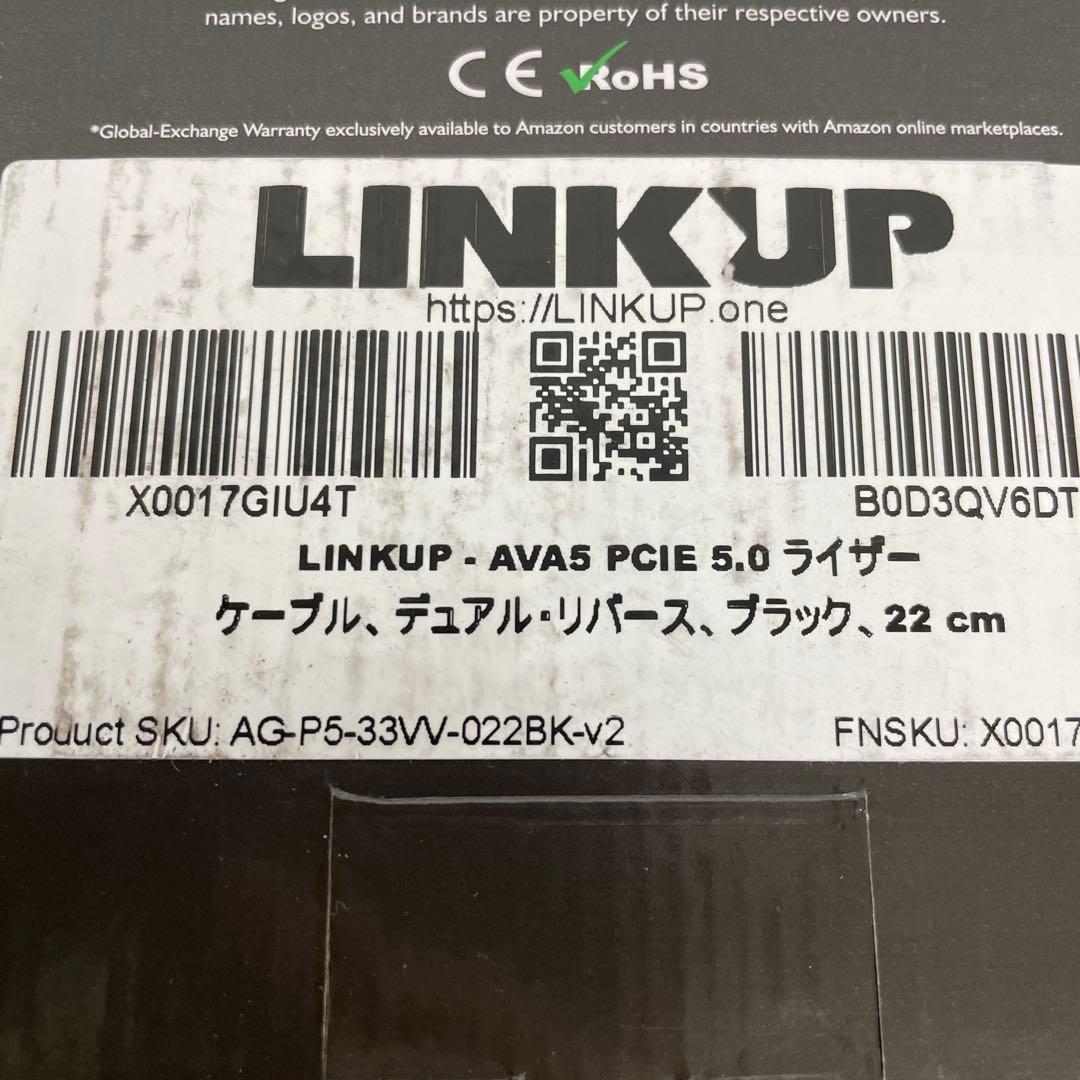 names, logos, and brands are property of their respective owners.
CE RoHS
*Global-Exchange Warranty exclusively available to Amazon customers in countries with Amazon online marketplaces.
LINKUP
https://LINKUP.one
X0017GIU4T
B0D3QV6DT
LINKUP - AVA5 PCIE 5.0 ライザー
ケーブル、デュアル・リバース、ブラック、22 cm
Product SKU: AG-P5-33VV-022BK-v2
FNSKU: X0017